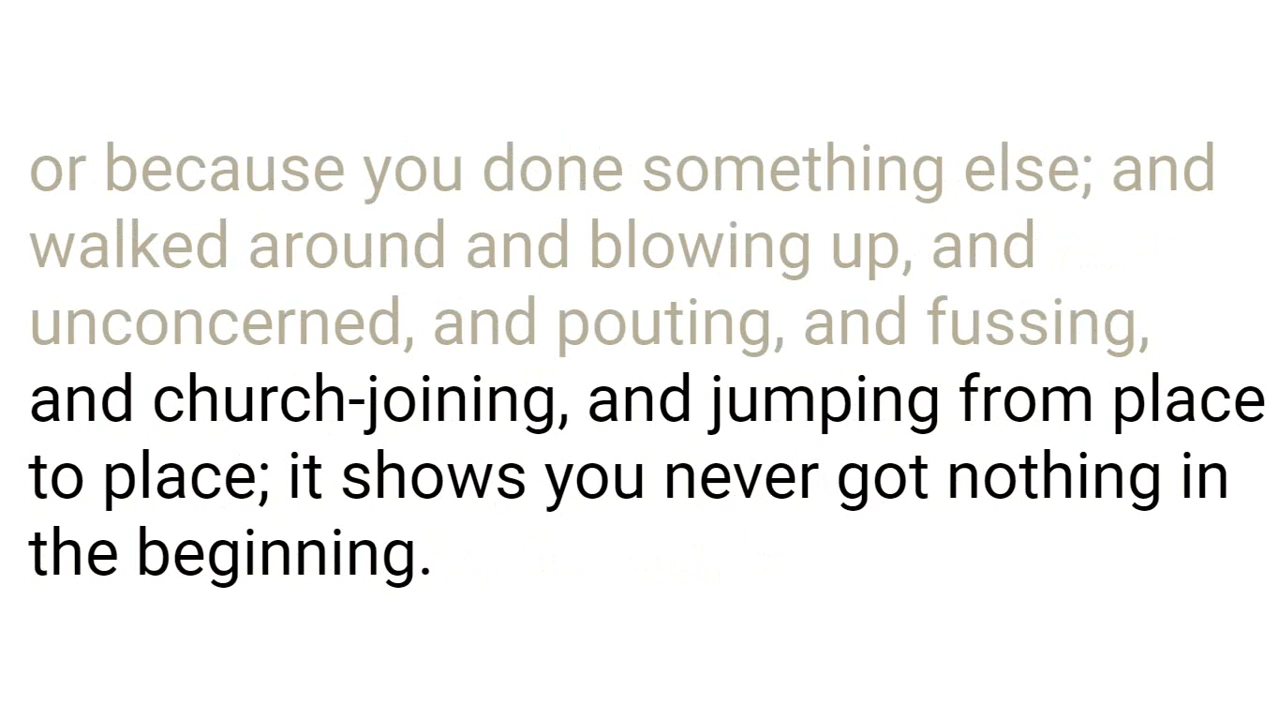 or because you done something else; and
walked around and blowing up, and
unconcerned, and pouting, and fussing,
and church-joining, and jumping from place
to place; it shows you never got nothing in
the beginning.